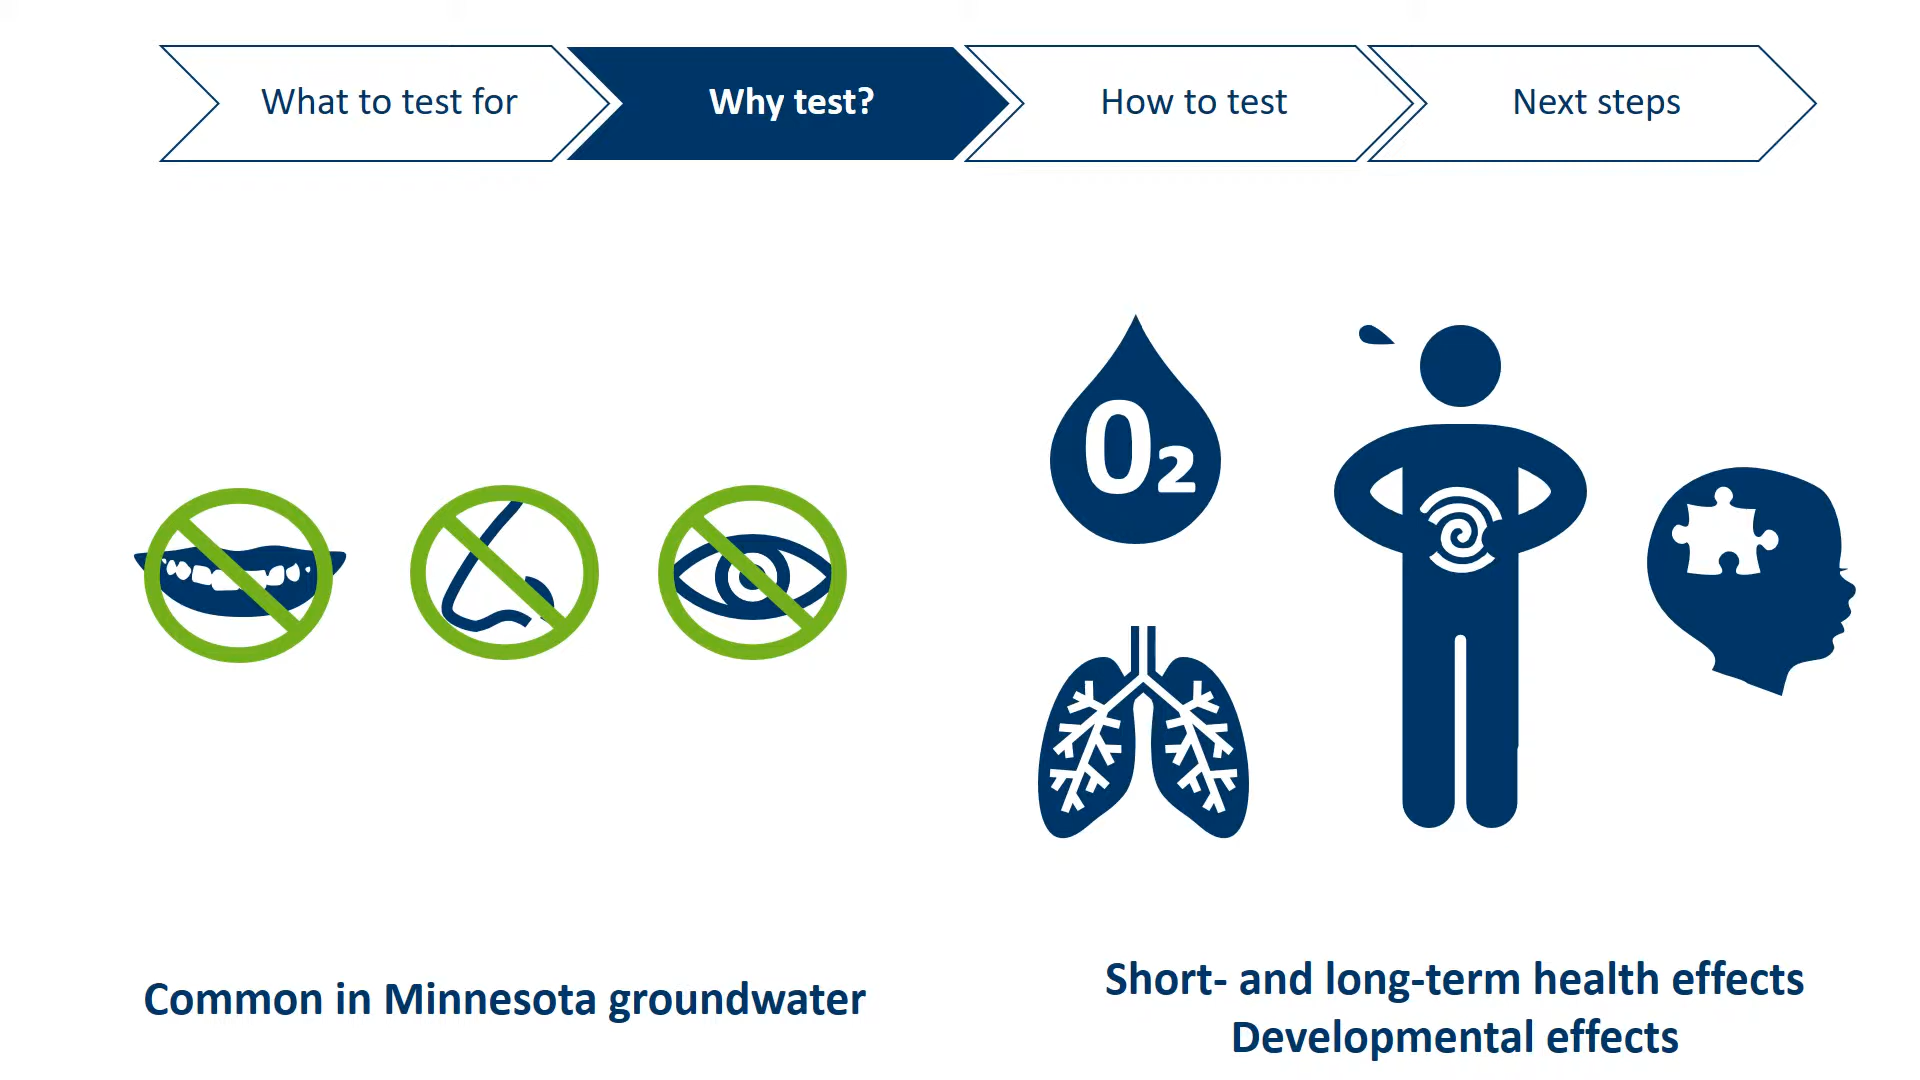 What to test for
Why test?
How to test
Next steps
O₂
Common in Minnesota groundwater
Short- and long-term health effects
Developmental effects